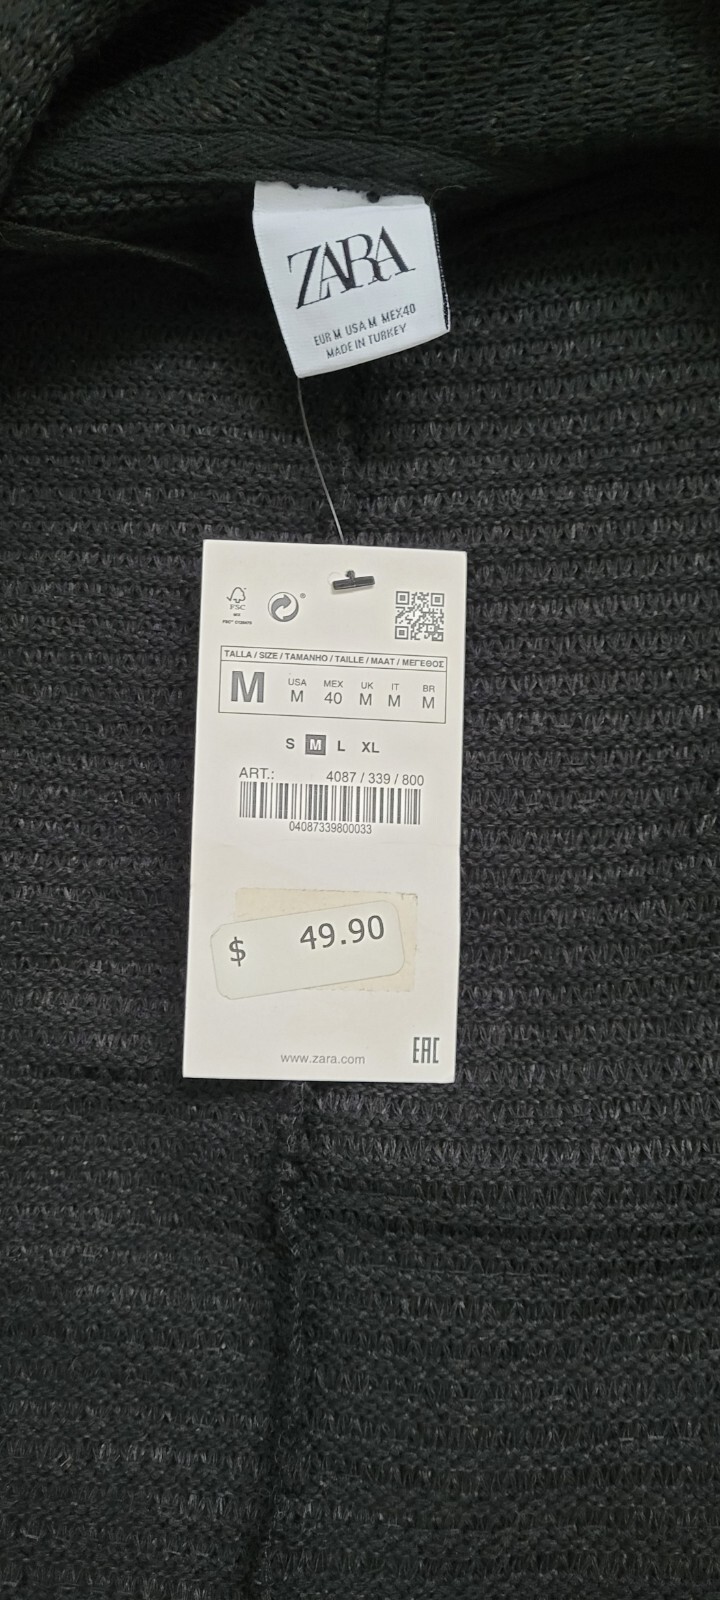 ZARA
EUR M USA M MEX40
MADE IN TURKEY
FSC
TALLA / SIZE / TAMANHO / TAILLE / MAAT / ΜΕΓΕΘΟΣ
M
USA MEX UK IT BR
M 40 M M M
S M L XL
ART.: 4087 / 339 / 800
04087339800033
$ 49.90
www.zara.com
EAC